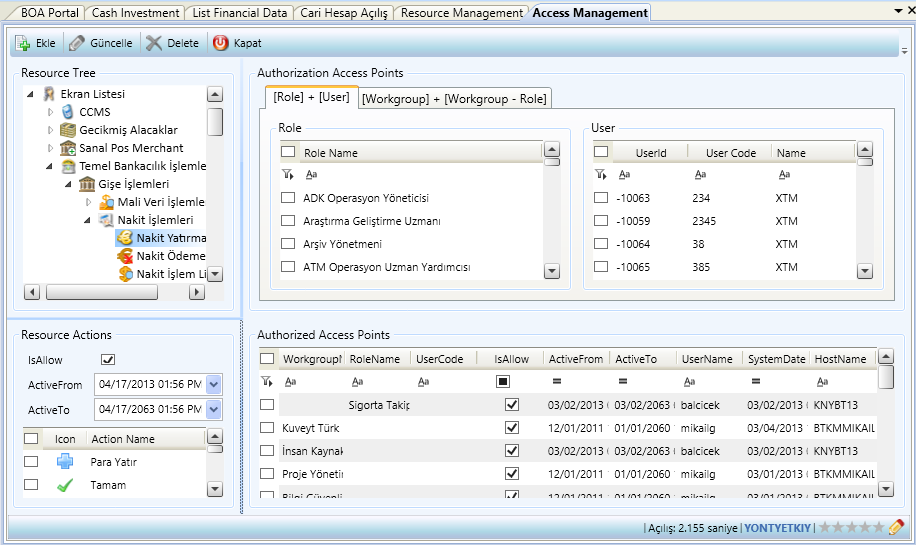 BOA Portal Cash Investment List Financial Data Cari Hesap Açılış Resource Management Access Management
Ekle Güncelle Delete Kapat
Resource Tree
Ekran Listesi
CCMS
Gecikmiş Alacaklar
Sanal Pos Merchant
Temel Bankacılık İşlemle
Gişe İşlemleri
Mali Veri İşlemle
Nakit İşlemleri
Nakit Yatırma
Nakit Ödeme
Nakit İşlem Li
Authorization Access Points
[Role] + [User] [Workgroup] + [Workgroup - Role]
Role
Role Name
Aa
ADK Operasyon Yöneticisi
Araştırma Geliştirme Uzmanı
Arşiv Yönetmeni
ATM Operasyon Uzman Yardımcısı
User
UserId User Code Name
Aa Aa Aa
-10063 234 XTM
-10059 2345 XTM
-10064 38 XTM
-10065 385 XTM
Resource Actions
IsAllow
ActiveFrom 04/17/2013 01:56 PM
ActiveTo 04/17/2063 01:56 PM
Icon Action Name
Para Yatır
Tamam
Authorized Access Points
WorkgroupN RoleName UserCode IsAllow ActiveFrom ActiveTo UserName SystemDate HostName
Aa Aa Aa = = Aa = Aa
Sigorta Takip 03/02/2013 ( 03/02/2063 ( balcicek 03/02/2013 ( KNYBT13
Kuveyt Türk 12/01/2011 ( 01/01/2060 ( mikailg 03/04/2013 ( BTKMMIKAIL
İnsan Kaynak 03/02/2013 ( 03/02/2063 ( balcicek 03/02/2013 ( KNYBT13
Proje Yönetin 12/01/2011 ( 01/01/2060 ( mikailg 03/01/2013 ( BTKMMIKAIL
Bilgi Güvenli 12/01/2011 ( 01/01/2060 ( mikailg 03/01/2013 ( BTKMMIKAIL
Açılış: 2.155 saniye | YONTYETKIY |